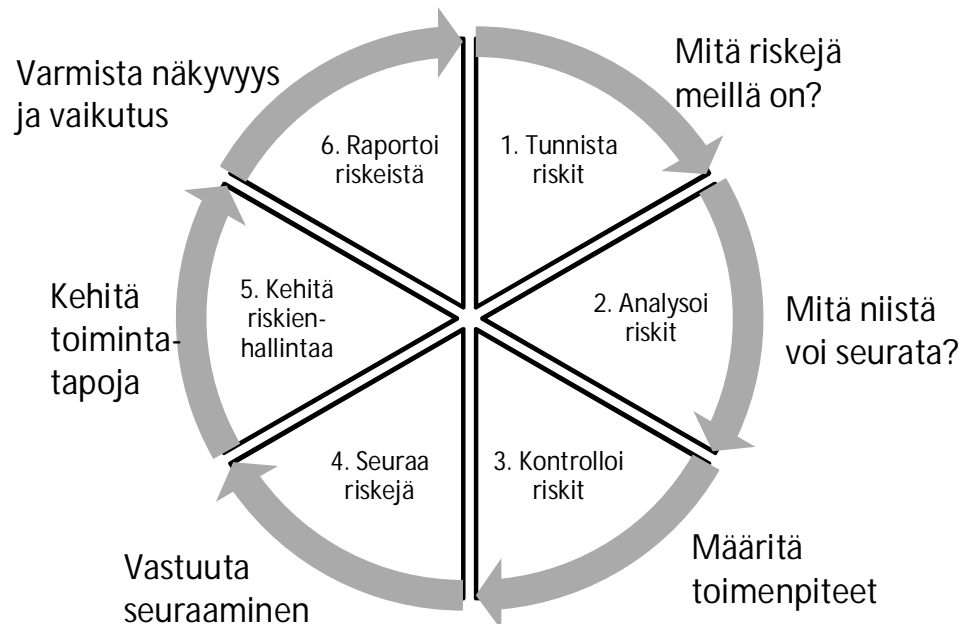 Mitä riskejä
meillä on?
1. Tunnista
riskit
2. Analysoi
riskit
Mitä niistä
voi seurata?
3. Kontrolloi
riskit
Määritä
toimenpiteet
4. Seuraa
riskejä
Vastuuta
seuraaminen
5. Kehitä
riskien-
hallintaa
Kehitä
toiminta-
tapoja
6. Raportoi
riskeistä
Varmista näkyvyys
ja vaikutus